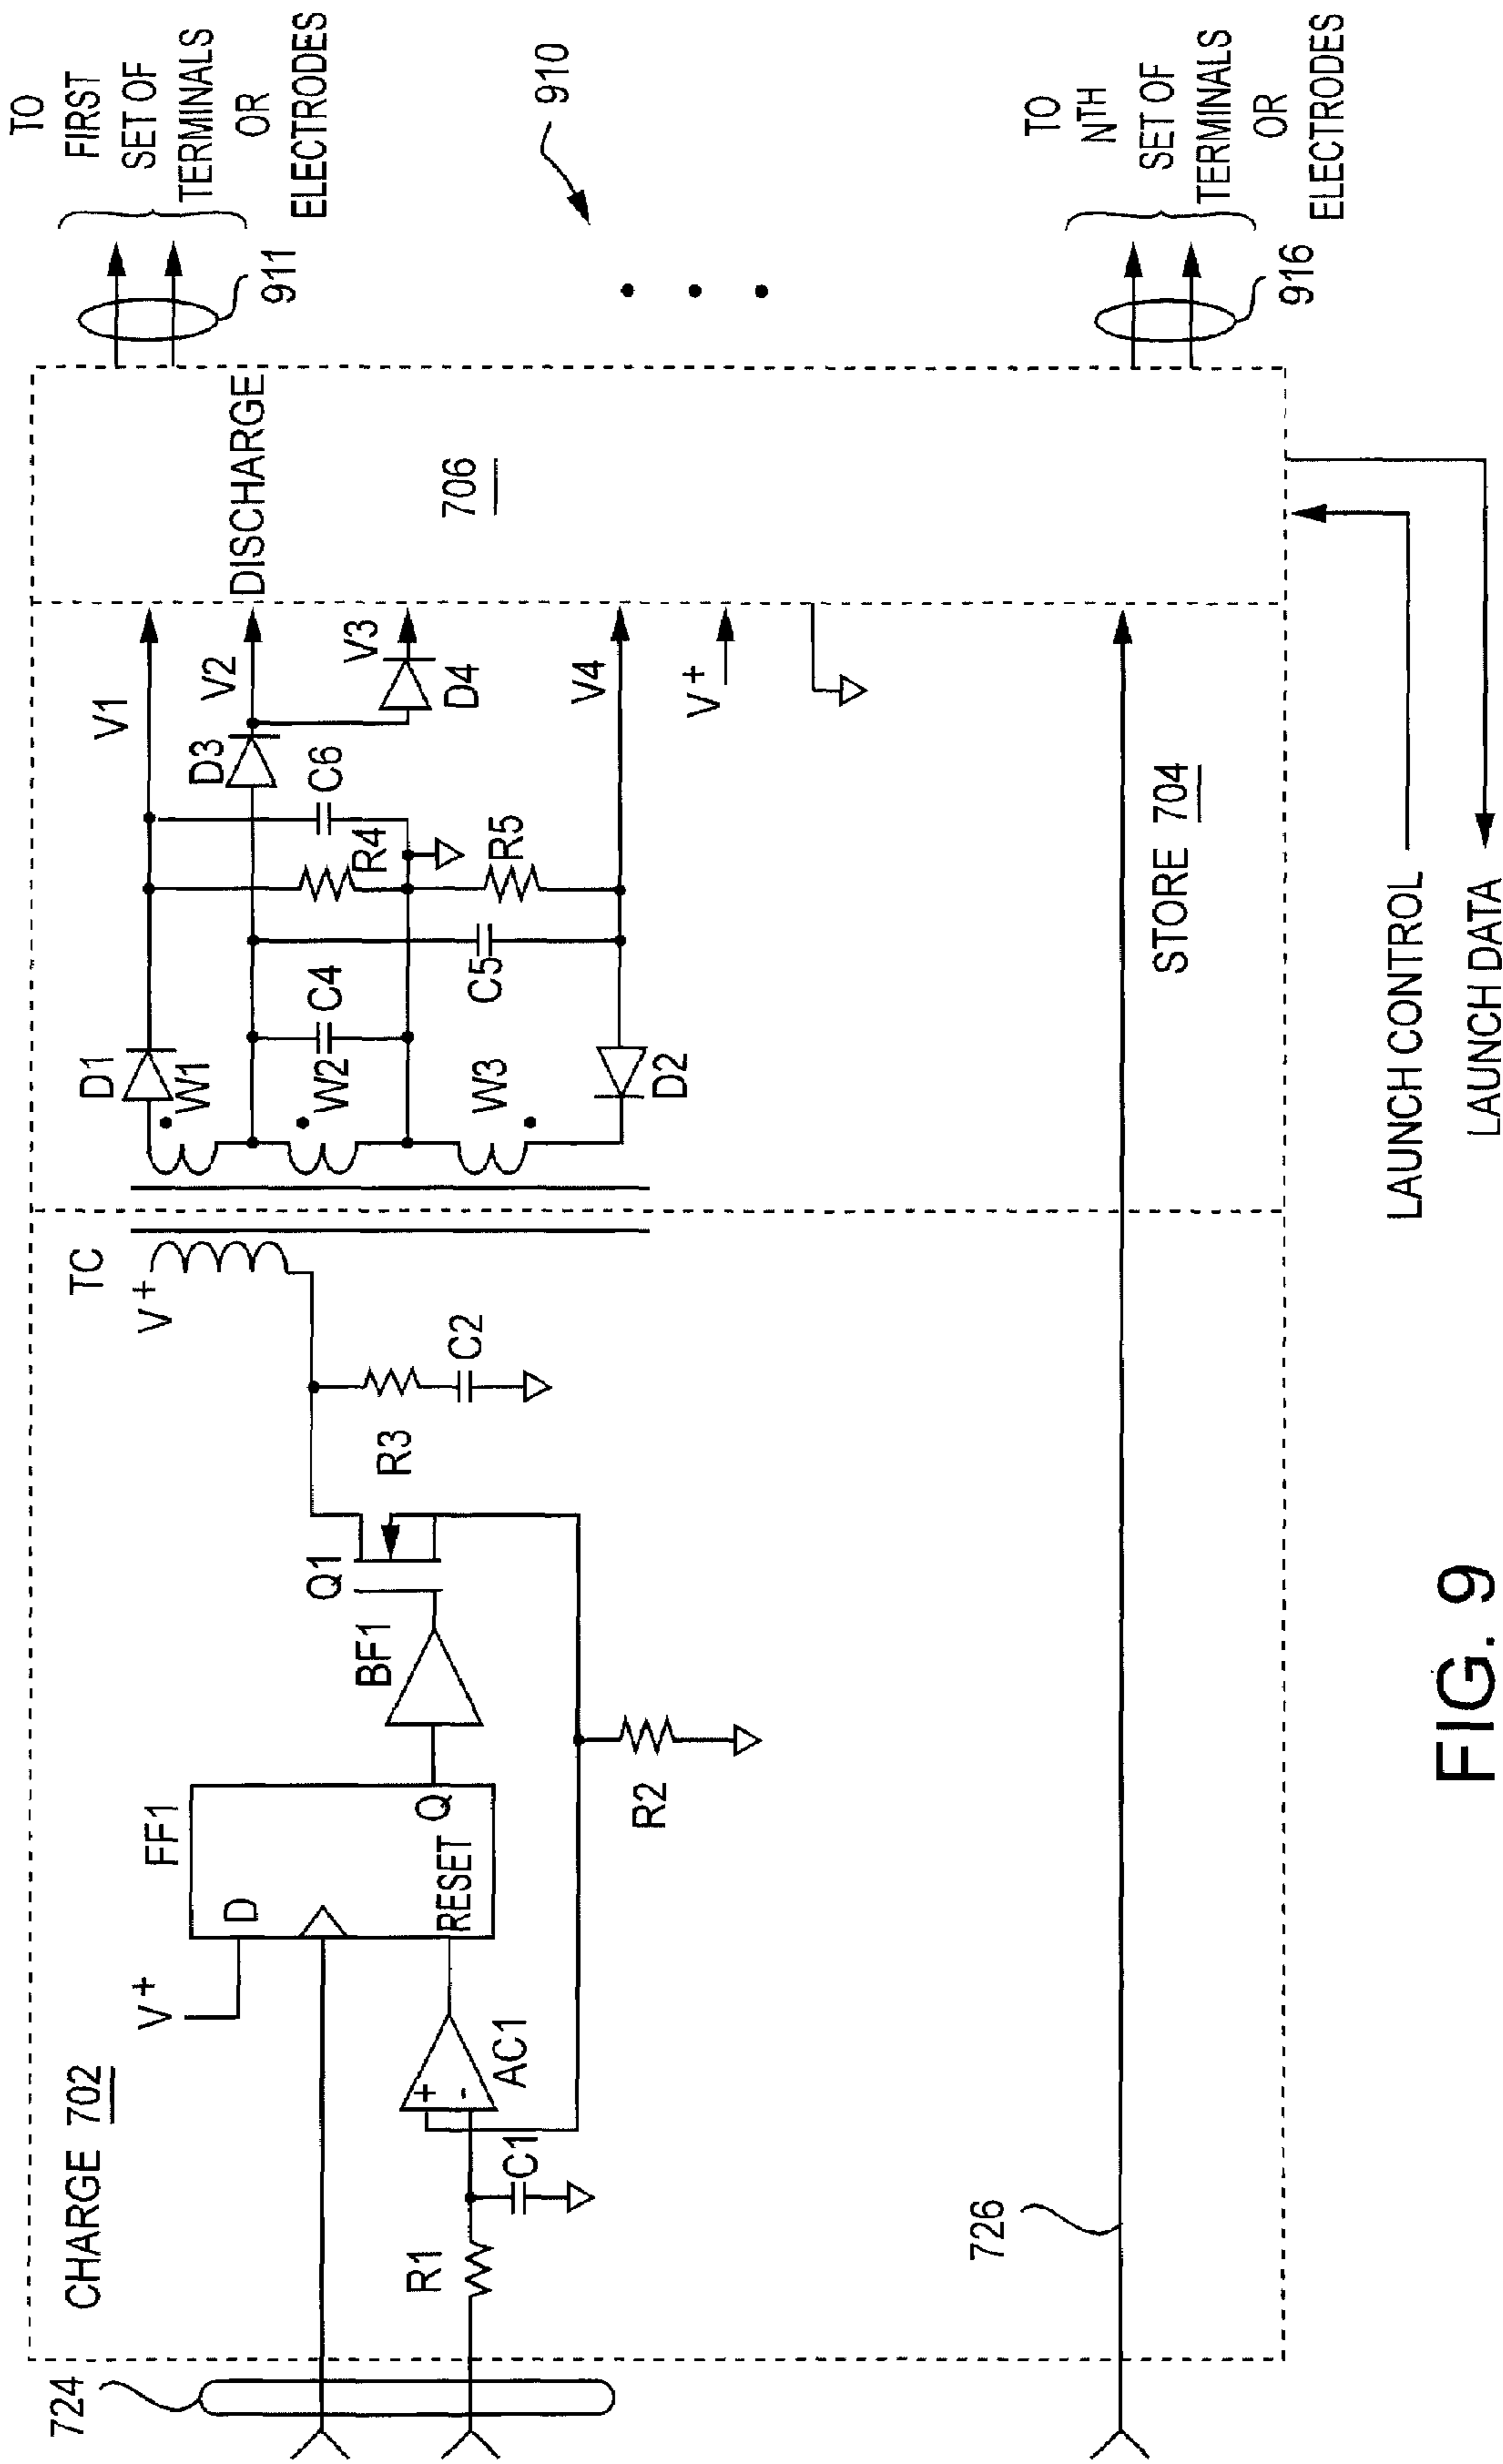 CHARGE 702
STORE 704
DISCHARGE
706
724
726
R1
C1
V+
D
FF1
RESET
Q
+
-
AC1
BF1
Q1
R2
R3
C2
TC
V+
W1
W2
W3
D1
D2
C4
C5
R4
R5
C6
D3
D4
V1
V2
V3
V4
V+
TO
FIRST
SET OF
TERMINALS
OR
ELECTRODES
911
910
TO
NTH
SET OF
TERMINALS
OR
ELECTRODES
916
LAUNCH CONTROL
LAUNCH DATA
FIG. 9